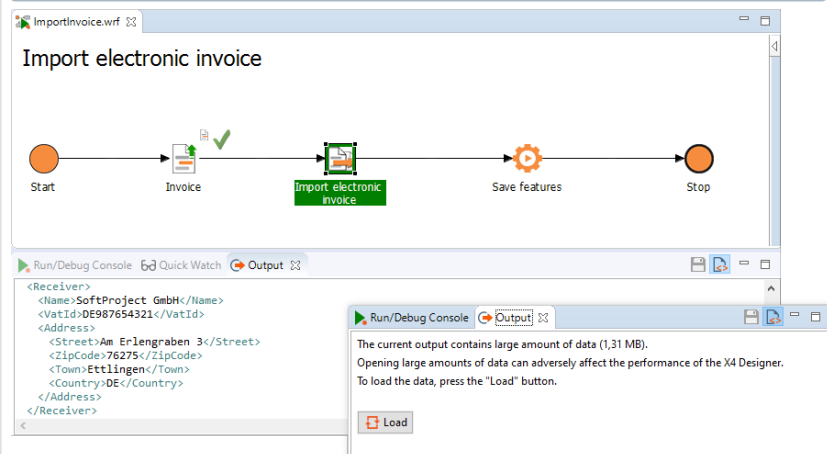 ImportInvoice.wrf
Import electronic invoice
Start
Invoice
Import electronic
invoice
Save features
Stop
Run/Debug Console Quick Watch Output
<Receiver>
<Name>SoftProject GmbH</Name>
<VatId>DE987654321</VatId>
<Address>
<Street>Am Erlengraben 3</Street>
<ZipCode>76275</ZipCode>
<Town>Ettlingen</Town>
<Country>DE</Country>
</Address>
</Receiver>
Run/Debug Console Output
The current output contains large amount of data (1,31 MB).
Opening large amounts of data can adversely affect the performance of the X4 Designer.
To load the data, press the "Load" button.
Load